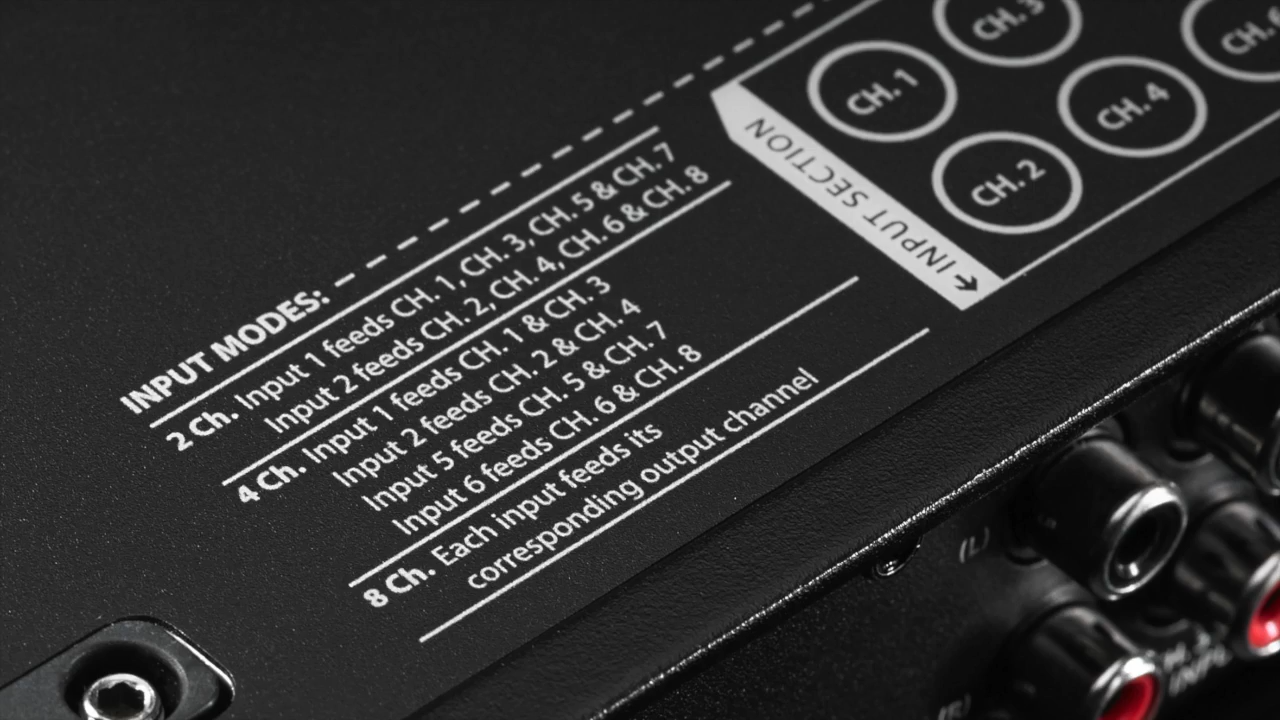 INPUT MODES:
2 Ch. Input 1 feeds CH. 1, CH. 3, CH. 5 & CH. 7
Input 2 feeds CH. 2, CH. 4, CH. 6 & CH. 8
4 Ch. Input 1 feeds CH. 1 & CH. 3
Input 2 feeds CH. 2 & CH. 4
Input 5 feeds CH. 5 & CH. 7
Input 6 feeds CH. 6 & CH. 8
8 Ch. Each input feeds its
corresponding output channel
INPUT SECTION
CH. 1
CH. 3
CH. 2
CH. 4
CH.
(L)
(R)